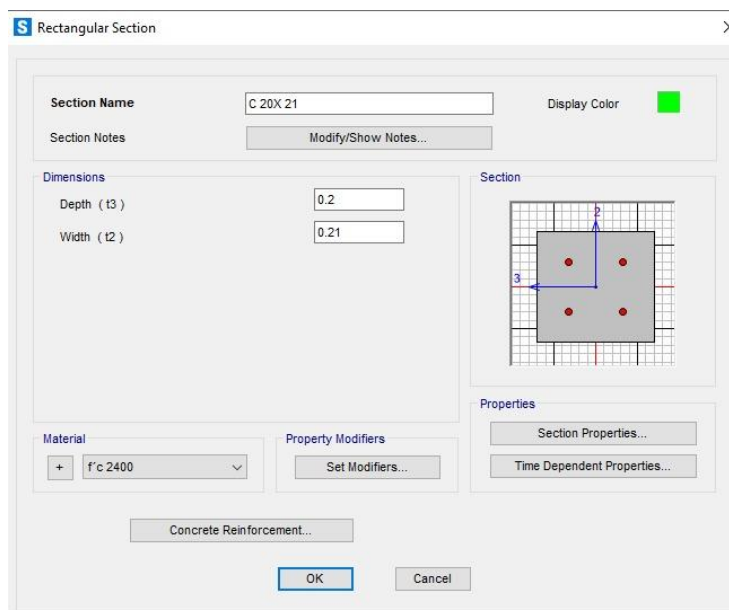 S Rectangular Section
Section Name C 20X 21 Display Color
Section Notes Modify/Show Notes...
Dimensions
Depth ( t3 ) 0.2
Width ( t2 ) 0.21
Section
2
3
Properties
Section Properties...
Time Dependent Properties...
Material
+ f´c 2400
Property Modifiers
Set Modifiers...
Concrete Reinforcement...
OK Cancel